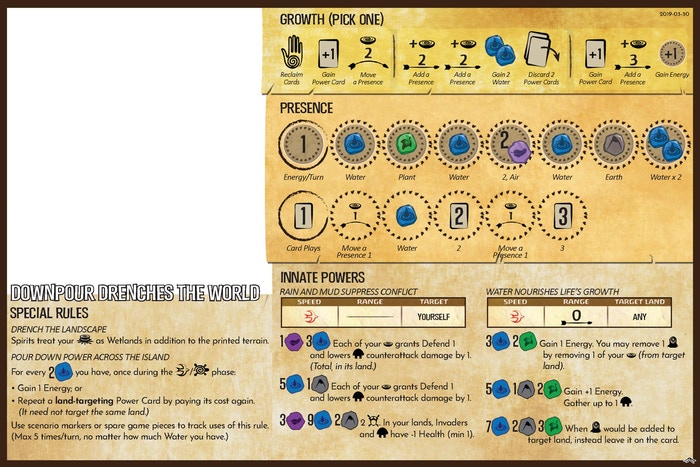 GROWTH (PICK ONE)
2019-03-30
+1 2 +2 +2 +1 +3 +1
Reclaim Cards Gain Power Card Move a Presence Add a Presence Add a Presence Gain 2 Water Discard 2 Power Cards Gain Power Card Add a Presence Gain Energy
PRESENCE
1 2
Energy/Turn Water Plant Water 2, Air Water Earth Water x 2
1 1 2 1 3
Card Plays Move a Presence 1 Water 2 Move a Presence 1 3
DOWNPOUR DRENCHES THE WORLD
SPECIAL RULES
DRENCH THE LANDSCAPE
Spirits treat your as Wetlands in addition to the printed terrain.
POUR DOWN POWER ACROSS THE ISLAND
For every 2 you have, once during the / phase:
• Gain 1 Energy; or
• Repeat a land-targeting Power Card by paying its cost again.
(It need not target the same land.)
Use scenario markers or spare game pieces to track uses of this rule.
(Max 5 times/turn, no matter how much Water you have.)
INNATE POWERS
RAIN AND MUD SUPPRESS CONFLICT
SPEED RANGE TARGET
YOURSELF
1 3 Each of your grants Defend 1
and lowers counterattack damage by 1.
(Total, in its land.)
5 1 Each of your grants Defend 1
and lowers counterattack damage by 1.
3 9 2 2 In your lands, Invaders
and have -1 Health (min 1).
WATER NOURISHES LIFE'S GROWTH
SPEED RANGE TARGET LAND
0 ANY
3 2 Gain 1 Energy. You may remove 1
by removing 1 of your (from target
land).
5 1 2 Gain +1 Energy.
Gather up to 1
7 2 3 When would be added to
target land, instead leave it on the card.